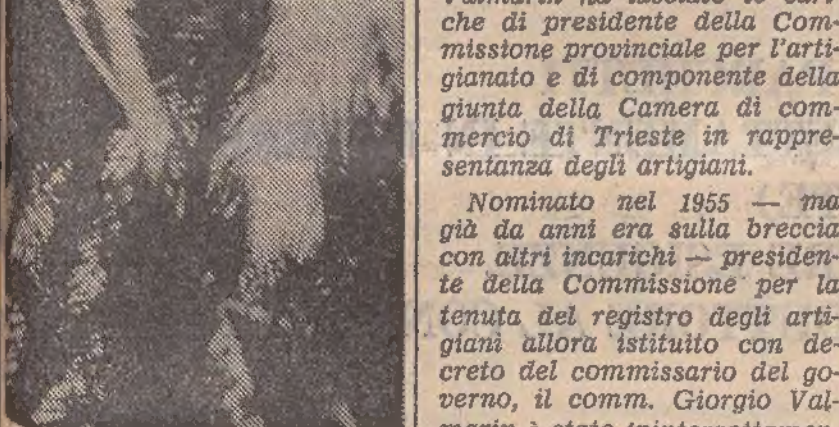 che di presidente della Com
missione provinciale per l'arti-
gianato e di componente della
giunta della Camera di com-
mercio di Trieste in rappre-
sentanza degli artigiani.
Nominato nel 1955 — ma
già da anni era sulla breccia
con altri incarichi — presiden-
te della Commissione per la
tenuta del registro degli arti-
giani allora istituito con de-
creto del commissario del go-
verno, il comm. Giorgio Val-